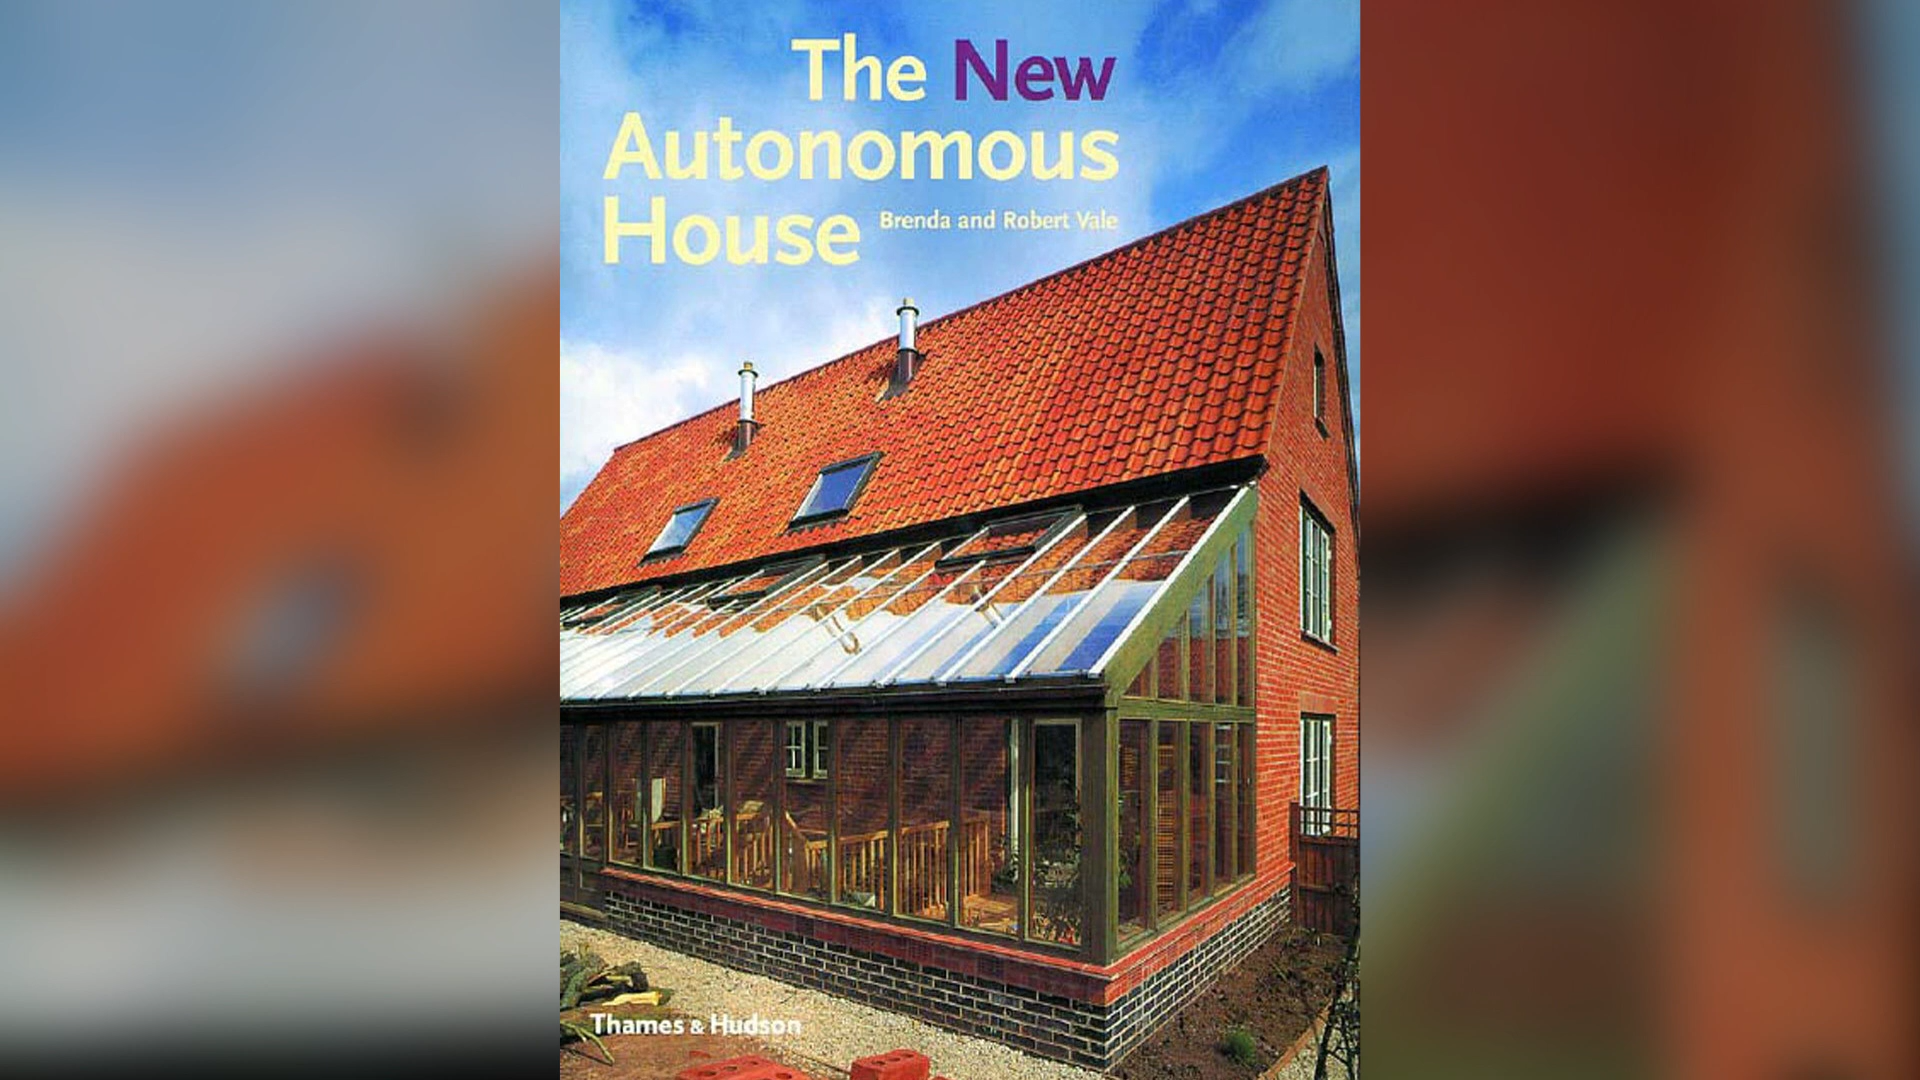 The New
Autonomous
House
Brenda and Robert Vale
Thames & Hudson